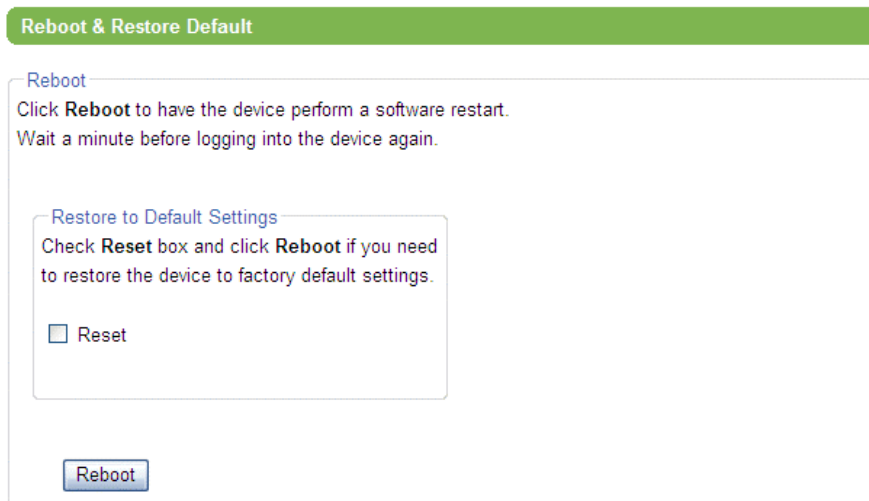 Reboot & Restore Default
Reboot
Click Reboot to have the device perform a software restart.
Wait a minute before logging into the device again.
Restore to Default Settings
Check Reset box and click Reboot if you need
to restore the device to factory default settings.
Reset
Reboot